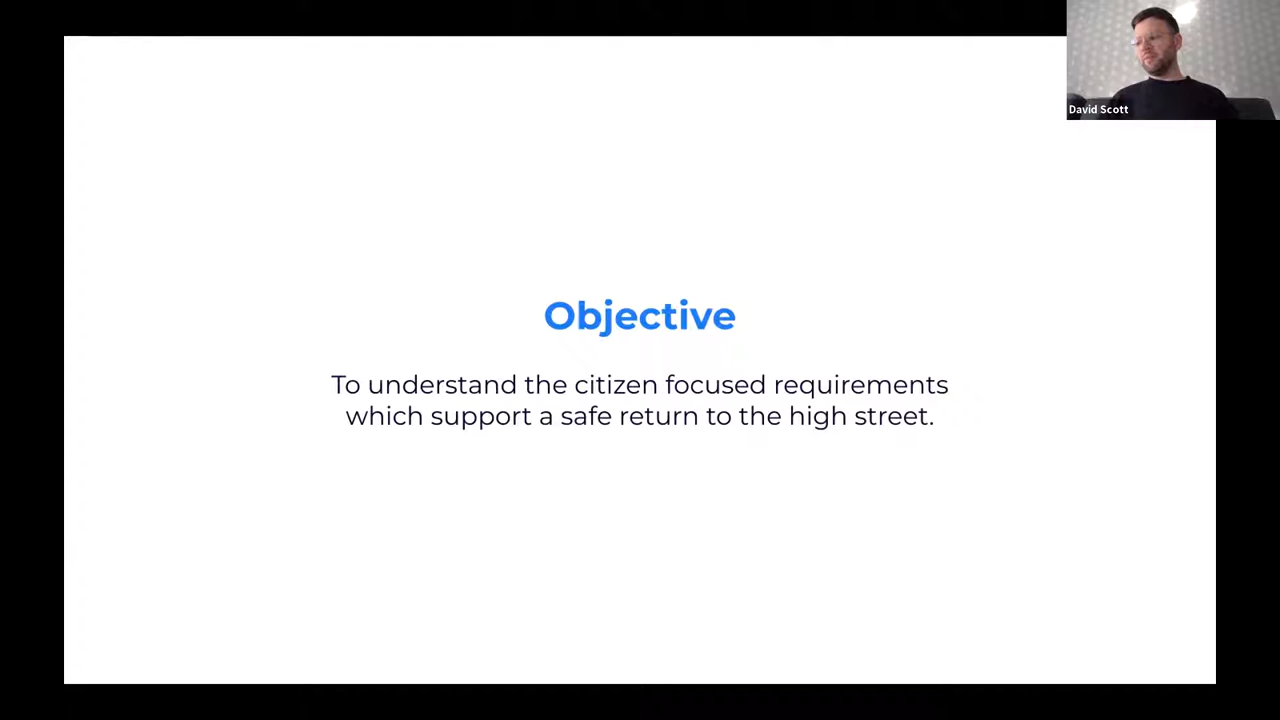 David Scott
Objective
To understand the citizen focused requirements
which support a safe return to the high street.